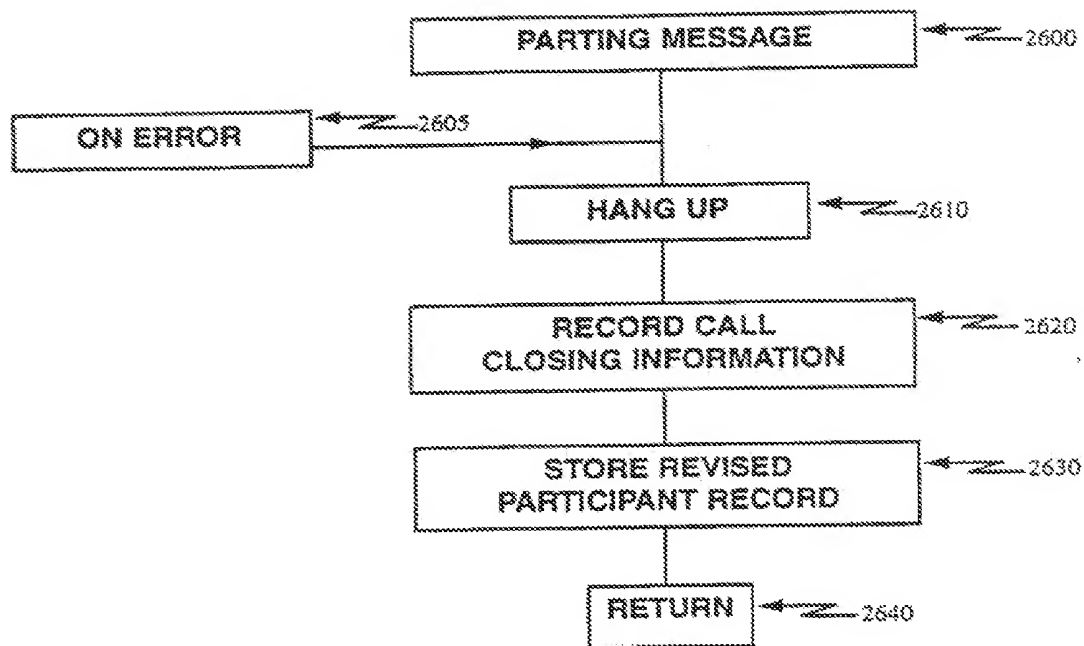 PARTING MESSAGE
2600
ON ERROR
2605
HANG UP
2610
RECORD CALL
CLOSING INFORMATION
2620
STORE REVISED
PARTICIPANT RECORD
2630
RETURN
2640